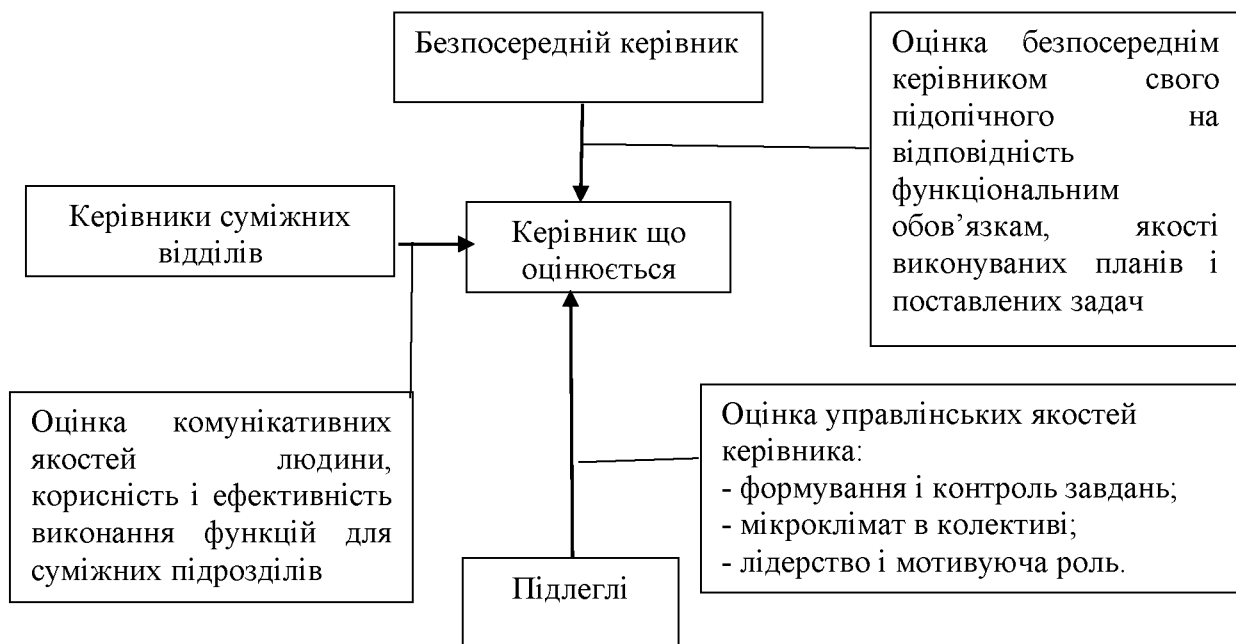 Безпосередній керівник
Оцінка безпосереднім
керівником свого
підопічного на
відповідність
функціональним
обов’язкам, якості
виконуваних планів і
поставлених задач
Керівники суміжних
відділів
Керівник що
оцінюється
Оцінка комунікативних
якостей людини,
корисність і ефективність
виконання функцій для
суміжних підрозділів
Оцінка управлінських якостей
керівника:
- формування і контроль завдань;
- мікроклімат в колективі;
- лідерство і мотивуюча роль.
Підлеглі